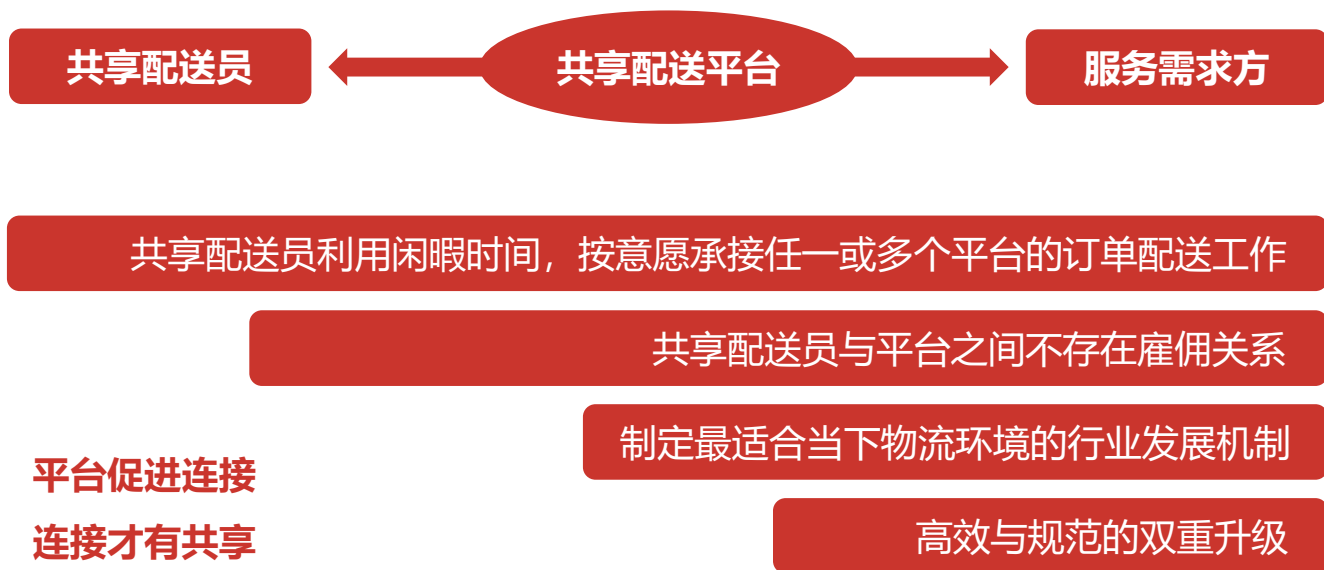 共享配送员
共享配送平台
服务需求方
共享配送员利用闲暇时间，按意愿承接任一或多个平台的订单配送工作
共享配送员与平台之间不存在雇佣关系
制定最适合当下物流环境的行业发展机制
高效与规范的双重升级
平台促进连接
连接才有共享